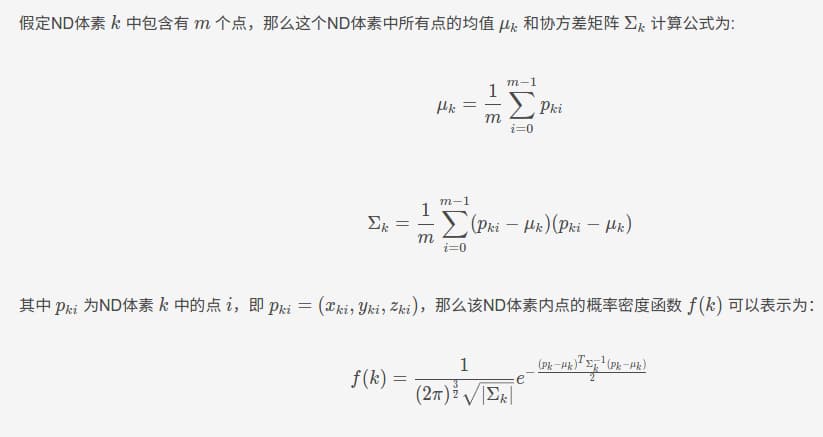 假定ND体素 $k$ 中包含有 $m$ 个点，那么这个ND体素中所有点的均值 $\mu_k$ 和协方差矩阵 $\Sigma_k$ 计算公式为:
$\mu_k = \frac{1}{m} \sum_{i=0}^{m-1} p_{ki}$
$\Sigma_k = \frac{1}{m} \sum_{i=0}^{m-1} (p_{ki} - \mu_k)(p_{ki} - \mu_k)$
其中 $p_{ki}$ 为ND体素 $k$ 中的点 $i$，即 $p_{ki} = (x_{ki}, y_{ki}, z_{ki})$，那么该ND体素内点的概率密度函数 $f(k)$ 可以表示为：
$f(k) = \frac{1}{(2\pi)^{\frac{3}{2}} \sqrt{|\Sigma_k|}} e^{-\frac{(p_k - \mu_k)^T \Sigma_k^{-1} (p_k - \mu_k)}{2}}$